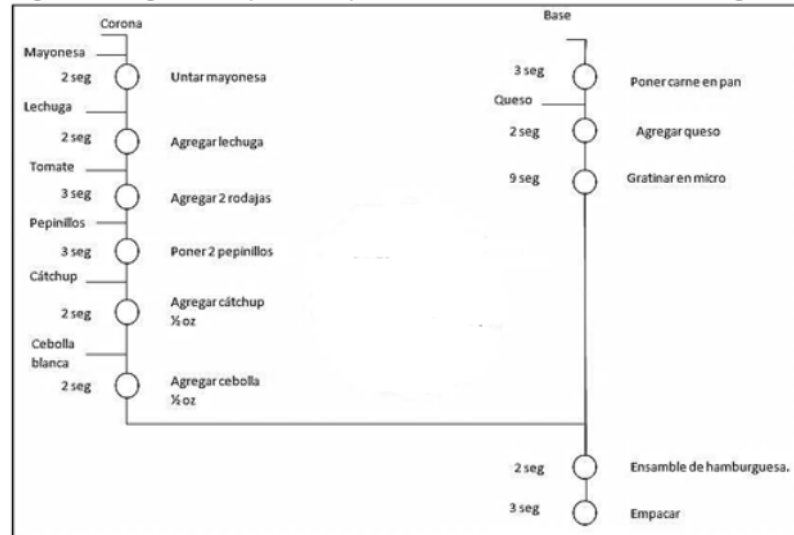 Corona
Mayonesa
2 seg Untar mayonesa
Lechuga
2 seg Agregar lechuga
Tomate
3 seg Agregar 2 rodajas
Pepinillos
3 seg Poner 2 pepinillos
Cátchup
2 seg Agregar cátchup
½ oz
Cebolla
blanca
2 seg Agregar cebolla
½ oz
Base
3 seg Poner carne en pan
Queso
2 seg Agregar queso
9 seg Gratinar en micro
2 seg Ensamble de hamburguesa.
3 seg Empacar